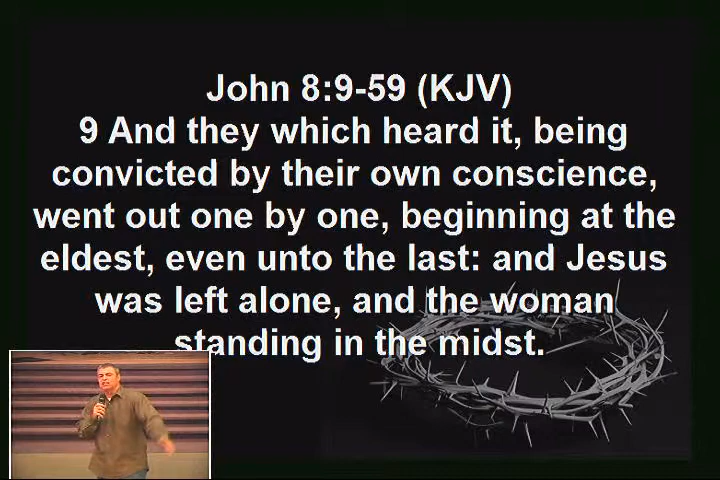 John 8:9-59 (KJV)
9 And they which heard it, being
convicted by their own conscience,
went out one by one, beginning at the
eldest, even unto the last: and Jesus
was left alone, and the woman
standing in the midst.